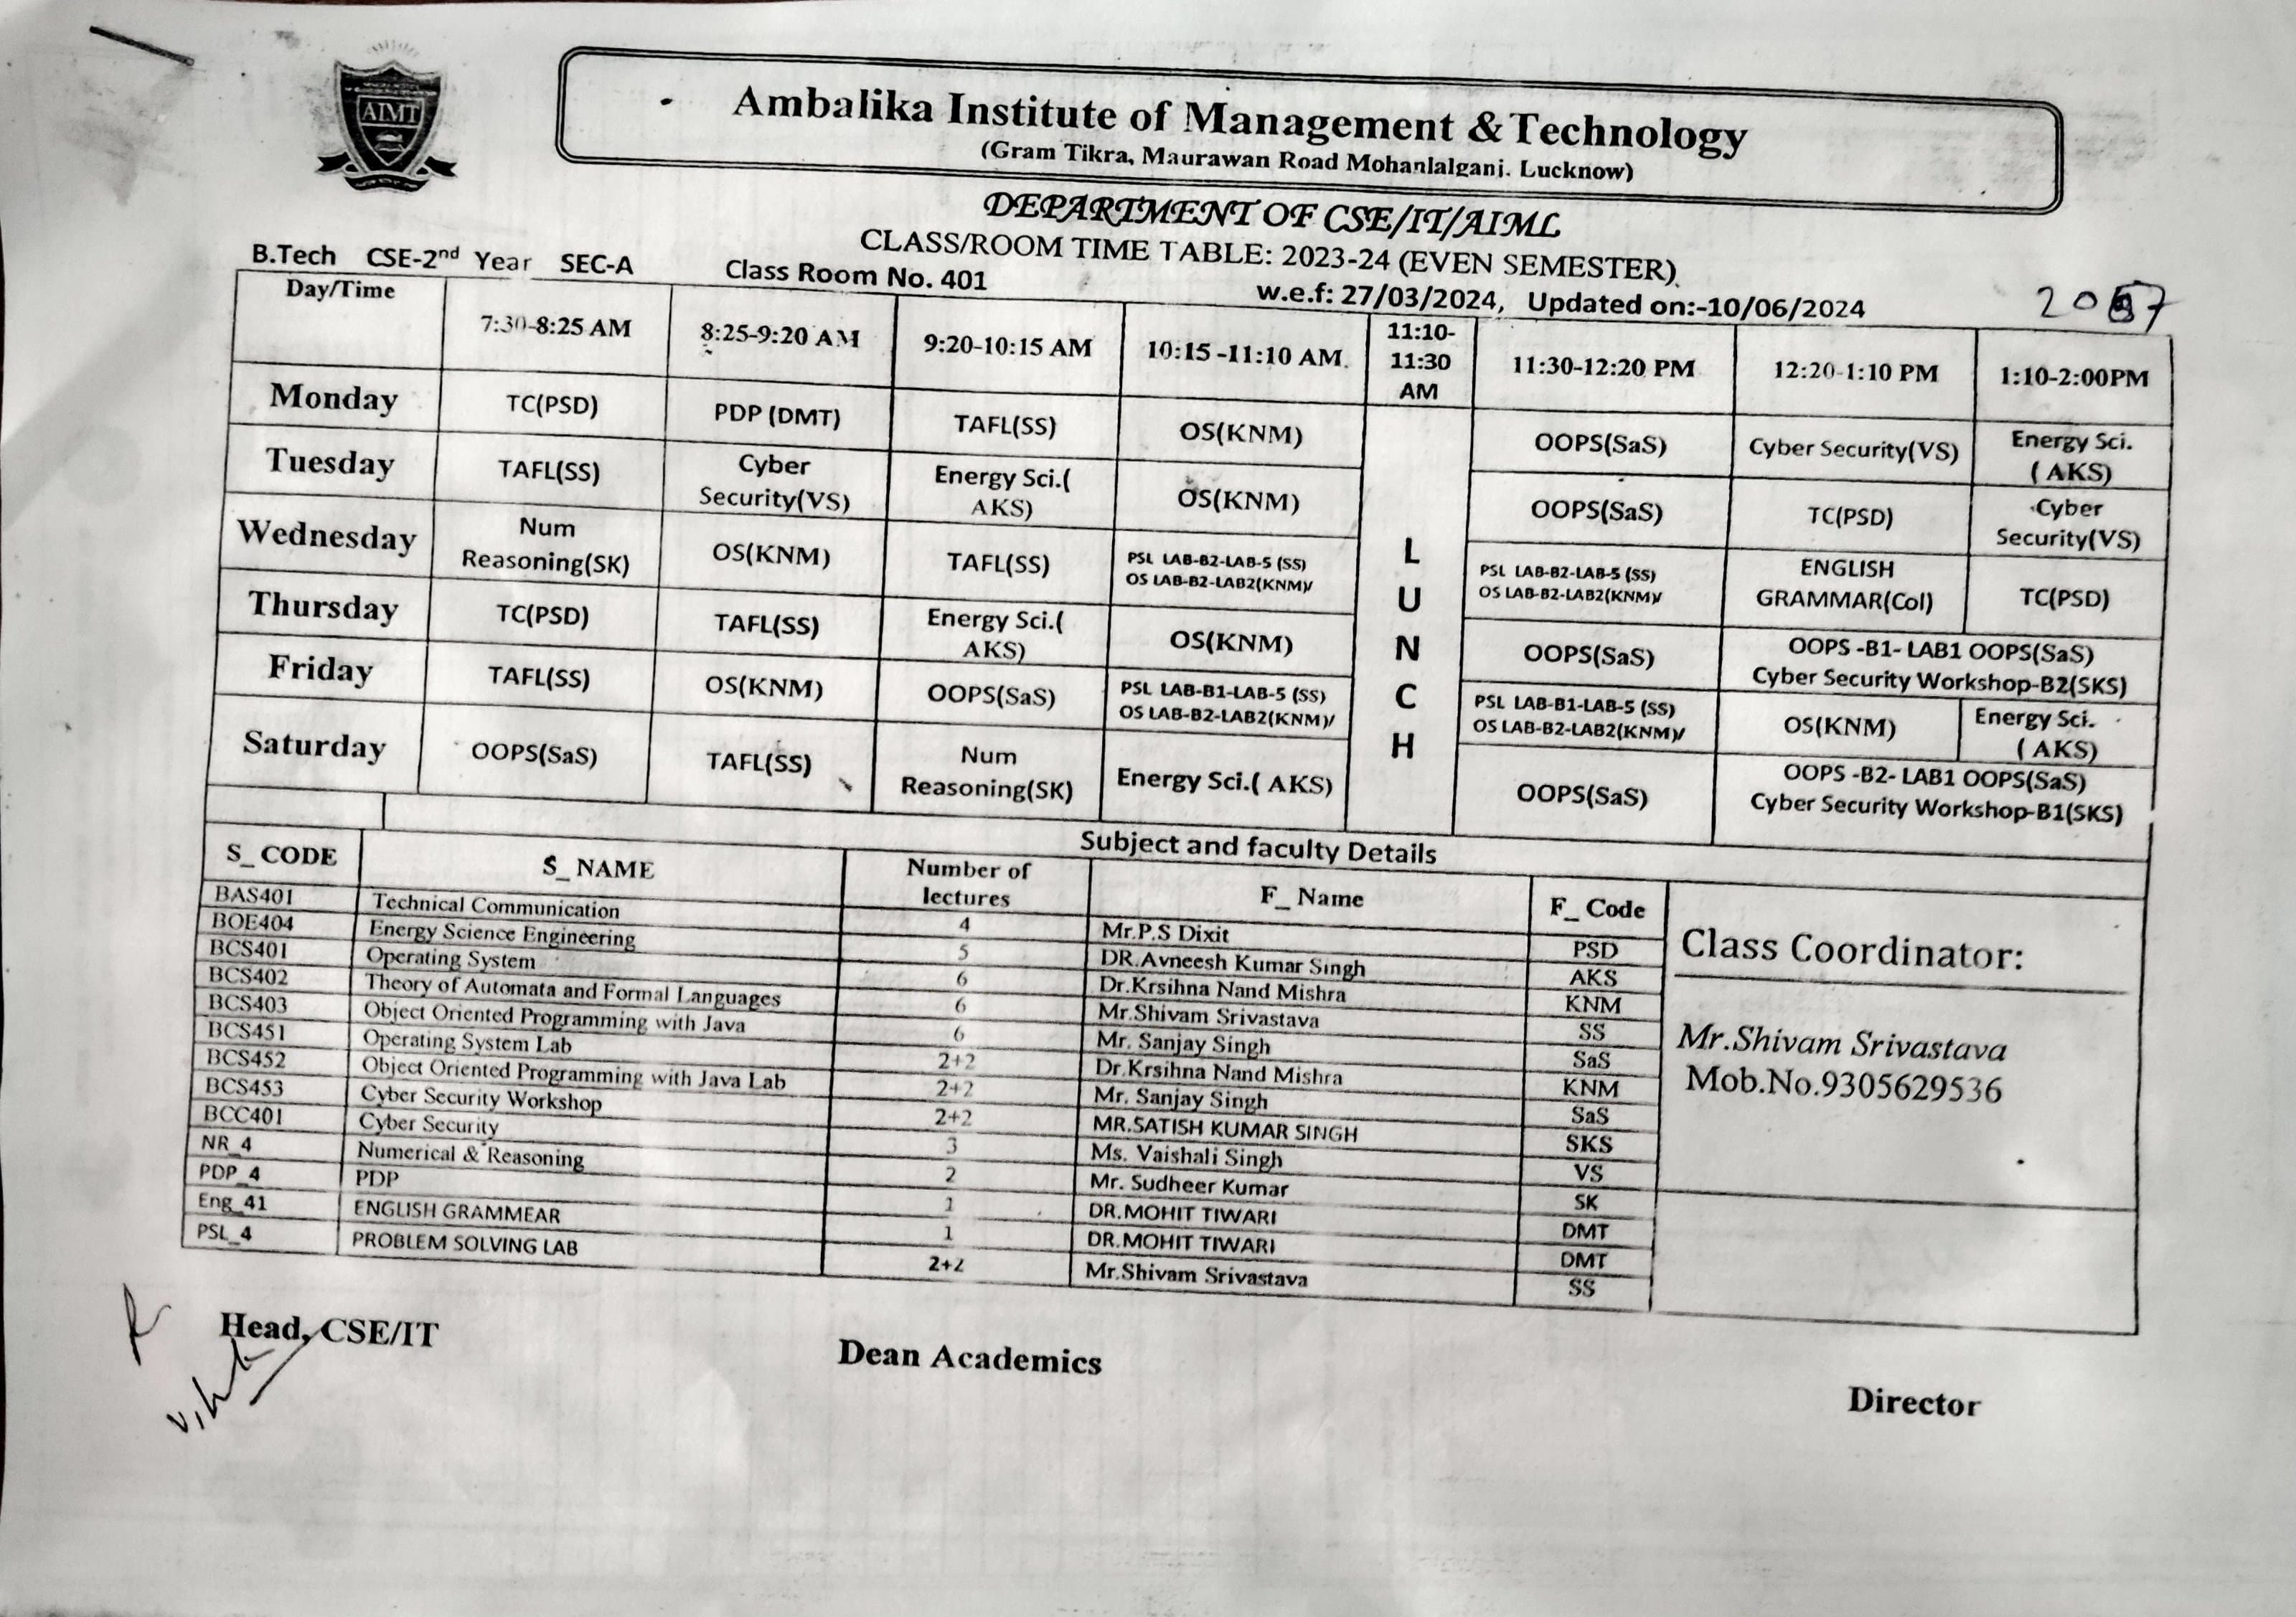 AIMT
Ambalika Institute of Management & Technology
(Gram Tikra, Maurawan Road Mohanlalganj. Lucknow)
DEPARTMENT OF CSE/IT/AIML
CLASS/ROOM TIME TABLE: 2023-24 (EVEN SEMESTER)
B.Tech CSE-2nd Year SEC-A Class Room No. 401 w.e.f: 27/03/2024, Updated on:-10/06/2024
Day/Time 7:30-8:25 AM 8:25-9:20 AM 9:20-10:15 AM 10:15 -11:10 AM. 11:10-11:30 AM 11:30-12:20 PM 12:20-1:10 PM 1:10-2:00PM
Monday TC(PSD) PDP (DMT) TAFL(SS) OS(KNM) OOPS(SaS) Cyber Security(VS) Energy Sci. ( AKS)
Tuesday TAFL(SS) Cyber Security(VS) Energy Sci.( AKS) OS(KNM) OOPS(SaS) TC(PSD) Cyber Security(VS)
Wednesday Num Reasoning(SK) OS(KNM) TAFL(SS) PSL LAB-B2-LAB-5 (SS) OS LAB-B2-LAB2(KNM)/ PSL LAB-B2-LAB-5 (SS) OS LAB-B2-LAB2(KNM)/ ENGLISH GRAMMAR(Col) TC(PSD)
Thursday TC(PSD) TAFL(SS) Energy Sci.( AKS) OS(KNM) OOPS(SaS) OOPS -B1- LAB1 OOPS(SaS) Cyber Security Workshop-B2(SKS)
Friday TAFL(SS) OS(KNM) OOPS(SaS) PSL LAB-B1-LAB-5 (SS) OS LAB-B2-LAB2(KNM)/ PSL LAB-B1-LAB-5 (SS) OS LAB-B2-LAB2(KNM)/ OS(KNM) Energy Sci. ( AKS)
Saturday OOPS(SaS) TAFL(SS) Num Reasoning(SK) Energy Sci.( AKS) OOPS(SaS) OOPS -B2- LAB1 OOPS(SaS) Cyber Security Workshop-B1(SKS)
L
U
N
C
H
Subject and faculty Details
S_ CODE S_ NAME Number of lectures F_ Name F_ Code
BAS401 Technical Communication 4 Mr.P.S Dixit PSD
BOE404 Energy Science Engineering 5 DR.Avneesh Kumar Singh AKS
BCS401 Operating System 6 Dr.Krsihna Nand Mishra KNM
BCS402 Theory of Automata and Formal Languages 6 Mr.Shivam Srivastava SS
BCS403 Object Oriented Programming with Java 6 Mr. Sanjay Singh SaS
BCS451 Operating System Lab 2+2 Dr.Krsihna Nand Mishra KNM
BCS452 Object Oriented Programming with Java Lab 2+2 Mr. Sanjay Singh SaS
BCS453 Cyber Security Workshop 2+2 MR.SATISH KUMAR SINGH SKS
BCC401 Cyber Security 3 Ms. Vaishali Singh VS
NR_4 Numerical & Reasoning 2 Mr. Sudheer Kumar SK
PDP_4 PDP 1 DR.MOHIT TIWARI DMT
Eng_41 ENGLISH GRAMMEAR 1 DR.MOHIT TIWARI DMT
PSL_4 PROBLEM SOLVING LAB 2+2 Mr.Shivam Srivastava SS
Class Coordinator:
Mr.Shivam Srivastava
Mob.No.9305629536
Head, CSE/IT
Dean Academics
Director